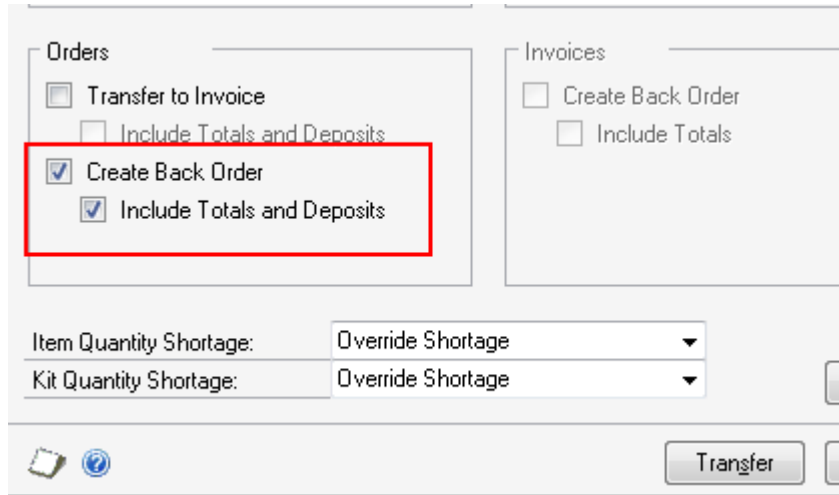 Orders
Transfer to Invoice
Include Totals and Deposits
Create Back Order
Include Totals and Deposits
Invoices
Create Back Order
Include Totals
Item Quantity Shortage: Override Shortage
Kit Quantity Shortage: Override Shortage
Transfer